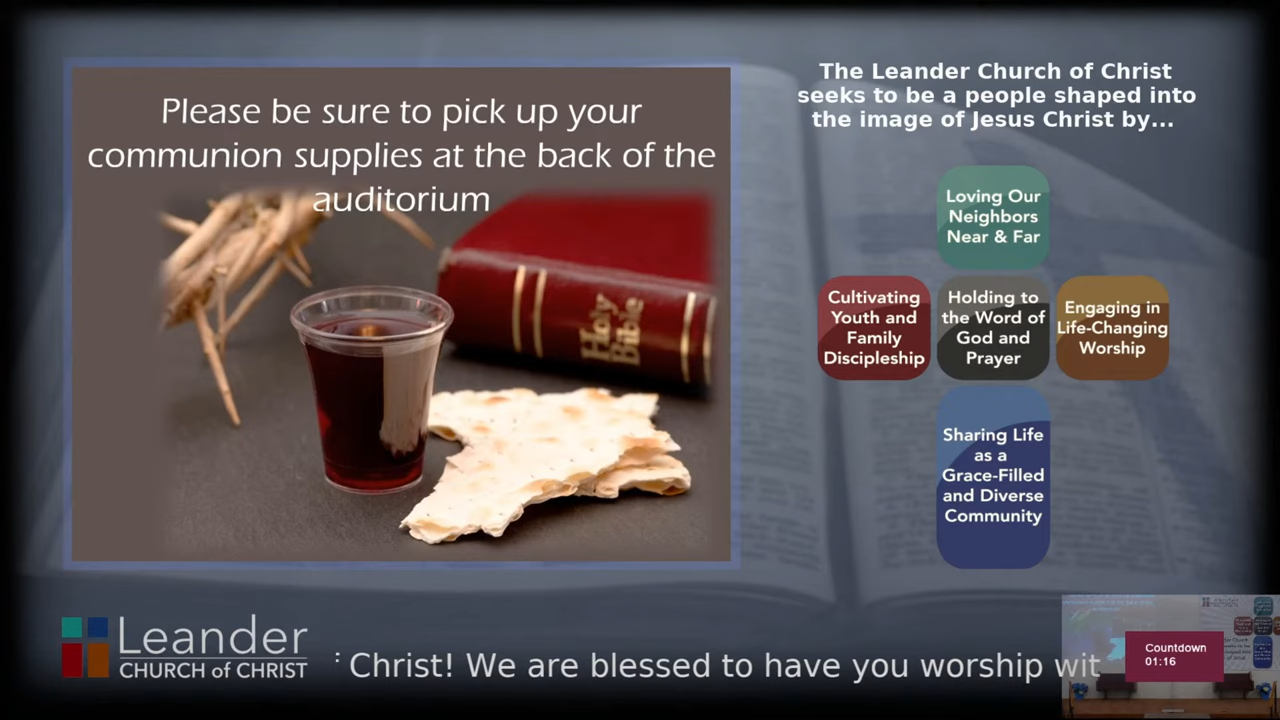 Please be sure to pick up your
communion supplies at the back of the
auditorium
Holy
Bible
The Leander Church of Christ
seeks to be a people shaped into
the image of Jesus Christ by...
Loving Our
Neighbors
Near & Far
Cultivating
Youth and
Family
Discipleship
Holding to
the Word of
God and
Prayer
Engaging in
Life-Changing
Worship
Sharing Life
as a
Grace-Filled
and Diverse
Community
Leander
CHURCH of CHRIST
Christ! We are blessed to have you worship wit
Countdown
01:16